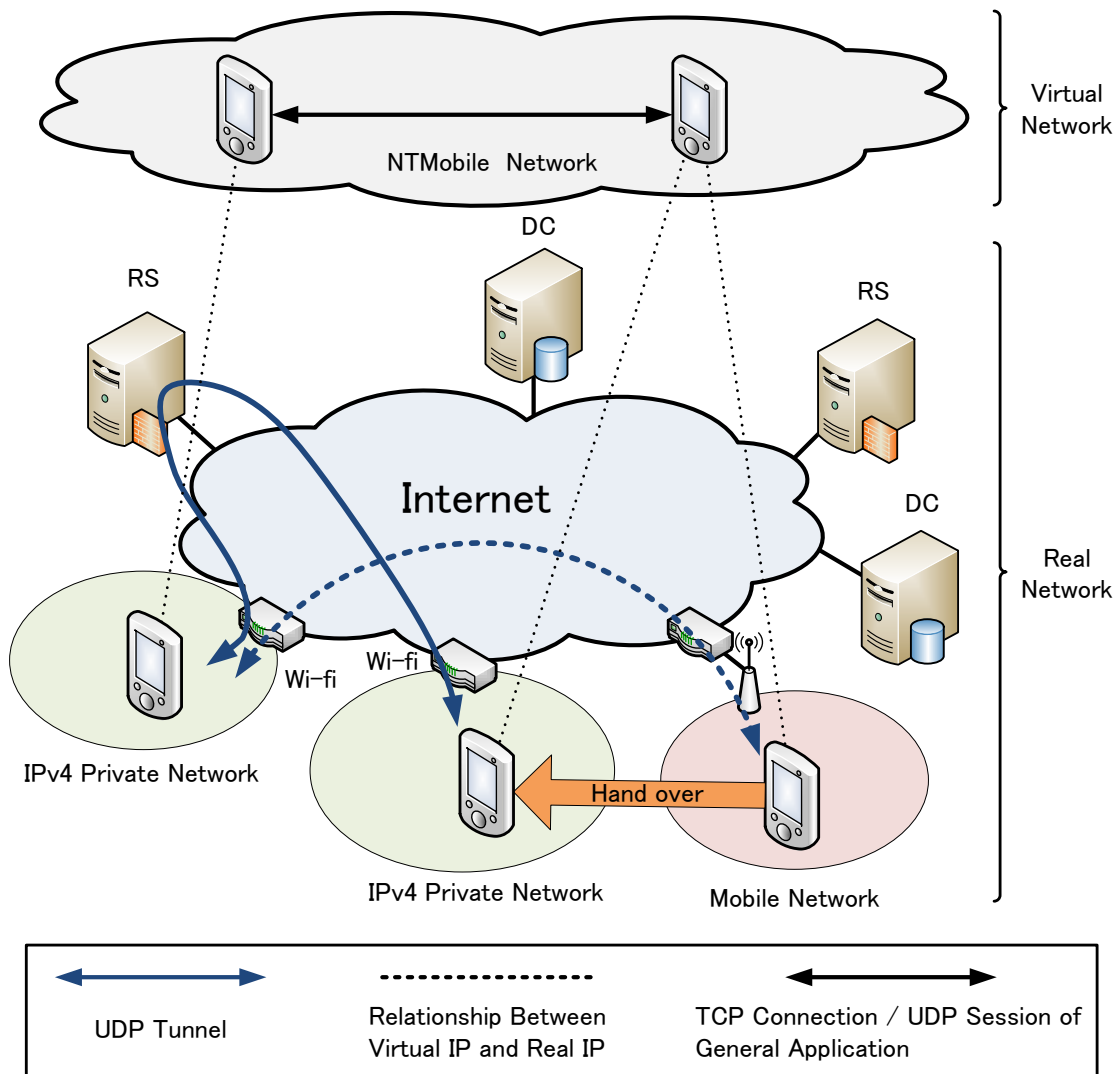 Virtual
Network
NTMobile Network
DC
RS
RS
Internet
DC
Real
Network
Wi-fi
Wi-fi
IPv4 Private Network
Hand over
IPv4 Private Network
Mobile Network
UDP Tunnel
Relationship Between
Virtual IP and Real IP
TCP Connection / UDP Session of
General Application